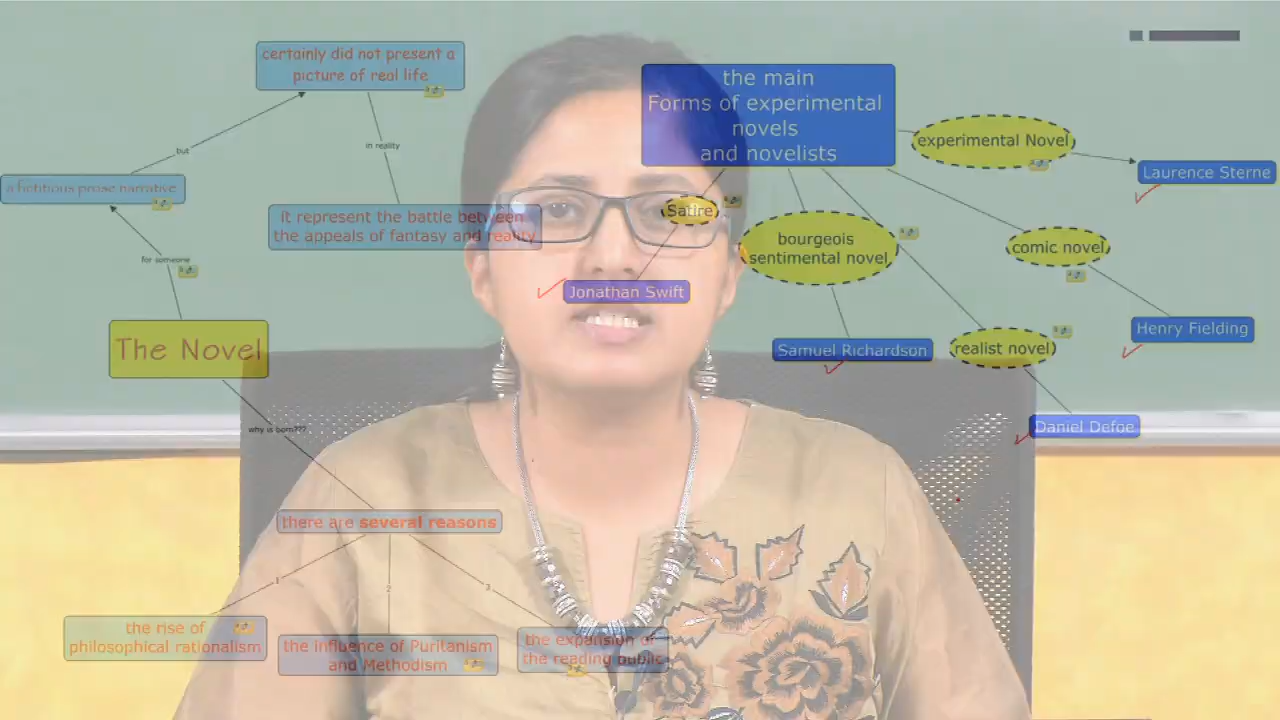 certainly did not present a
picture of real life
but
in reality
a fictitious prose narrative
it represent the battle between
the appeals of fantasy and reality
for someone
The Novel
why is born???
there are several reasons
1
2
3
the rise of
philosophical rationalism
the influence of Puritanism
and Methodism
the expansion of
the reading public
the main
Forms of experimental
novels
and novelists
experimental Novel
Laurence Sterne
Satire
Jonathan Swift
bourgeois
sentimental novel
Samuel Richardson
comic novel
Henry Fielding
realist novel
Daniel Defoe